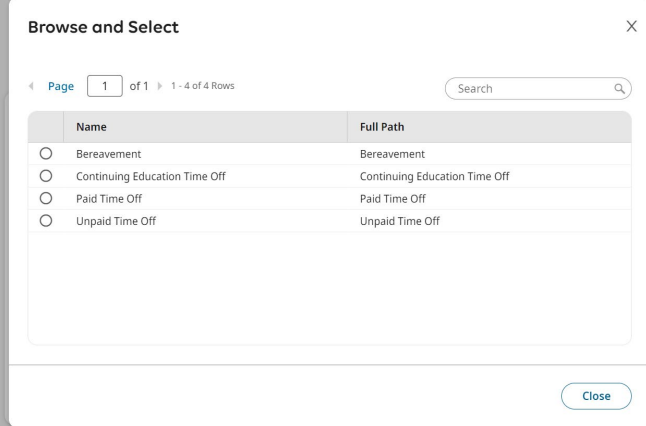 Browse and Select X
Page 1 of 1 1 - 4 of 4 Rows Search
Name Full Path
Bereavement Bereavement
Continuing Education Time Off Continuing Education Time Off
Paid Time Off Paid Time Off
Unpaid Time Off Unpaid Time Off
Close